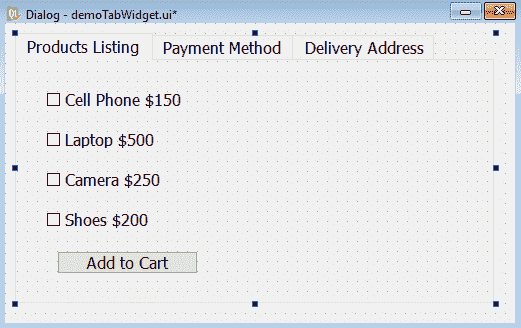 Dialog - demoTabWidget.ui*
Products Listing Payment Method Delivery Address
Cell Phone $150
Laptop $500
Camera $250
Shoes $200
Add to Cart